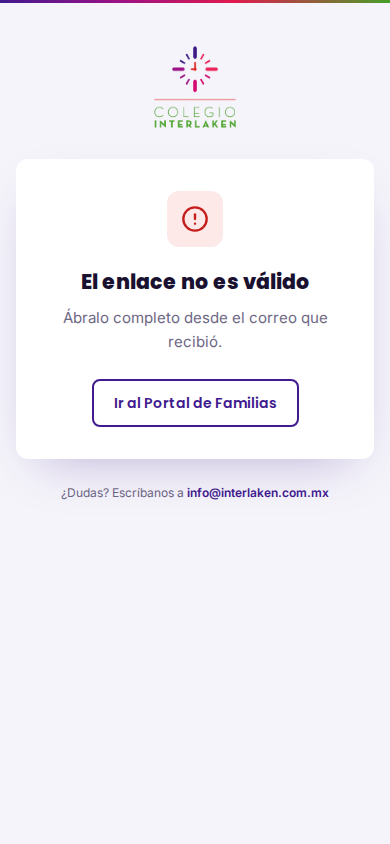 COLEGIO
INTERLAKEN
El enlace no es válido
Ábralo completo desde el correo que
recibió.
Ir al Portal de Familias
¿Dudas? Escríbanos a info@interlaken.com.mx